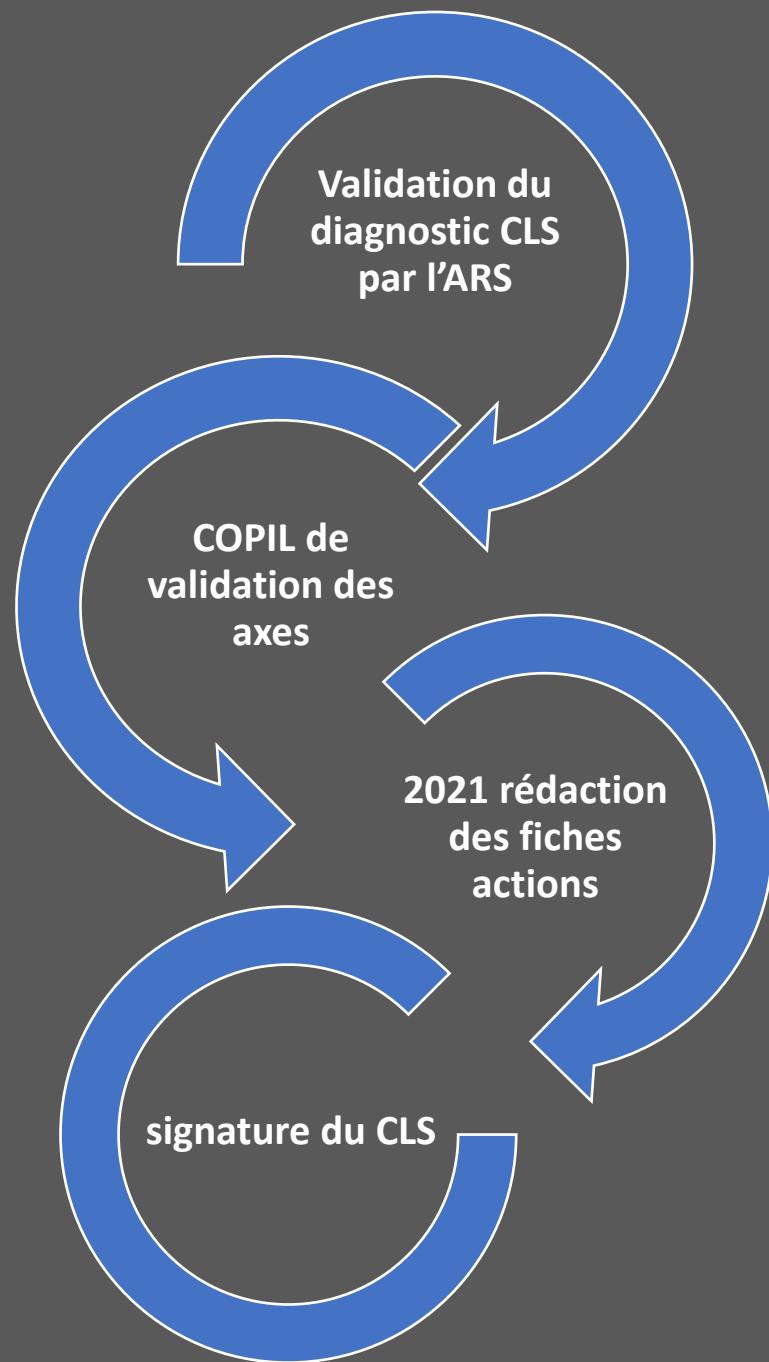 Validation du
diagnostic CLS
par l’ARS
COPIL de
validation des
axes
2021 rédaction
des fiches
actions
signature du CLS